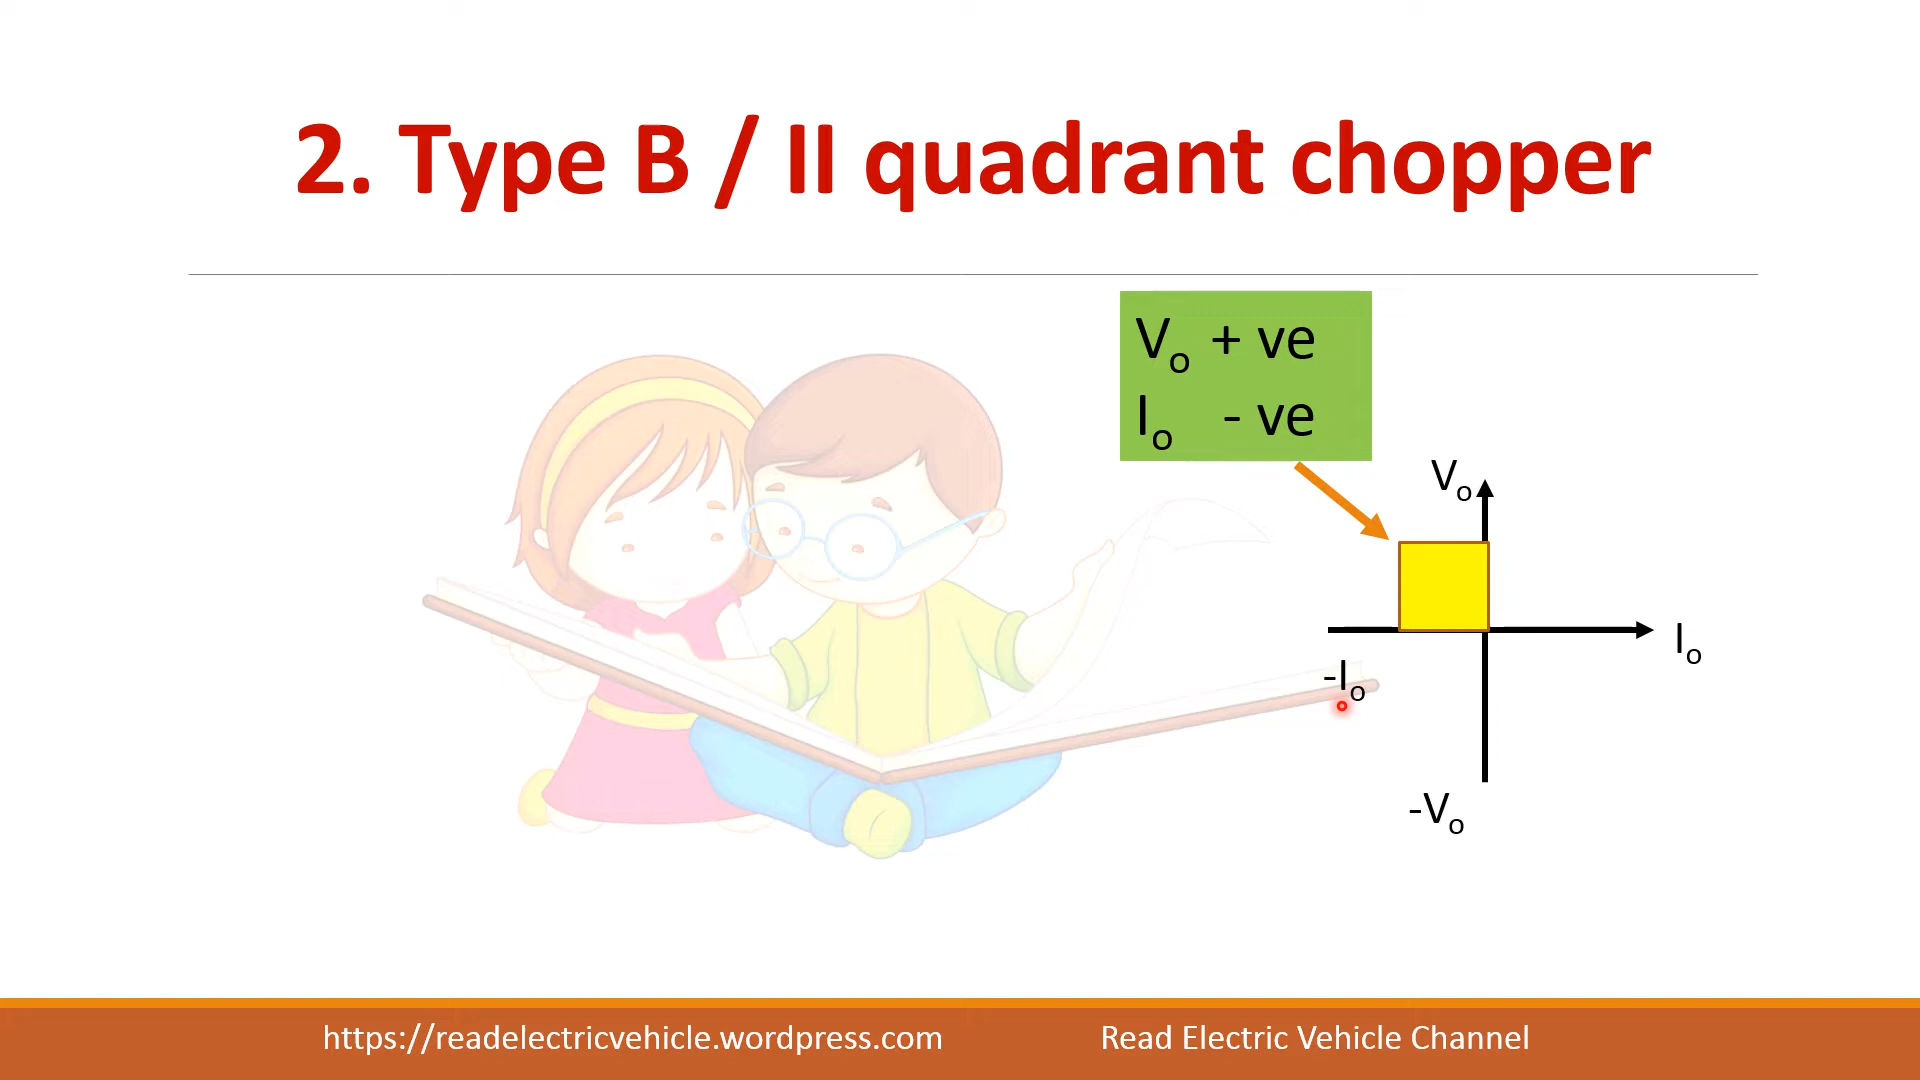 2. Type B / II quadrant chopper
Vo + ve
Io - ve
Vo
Io
-Io
-Vo
https://readelectricvehicle.wordpress.com
Read Electric Vehicle Channel